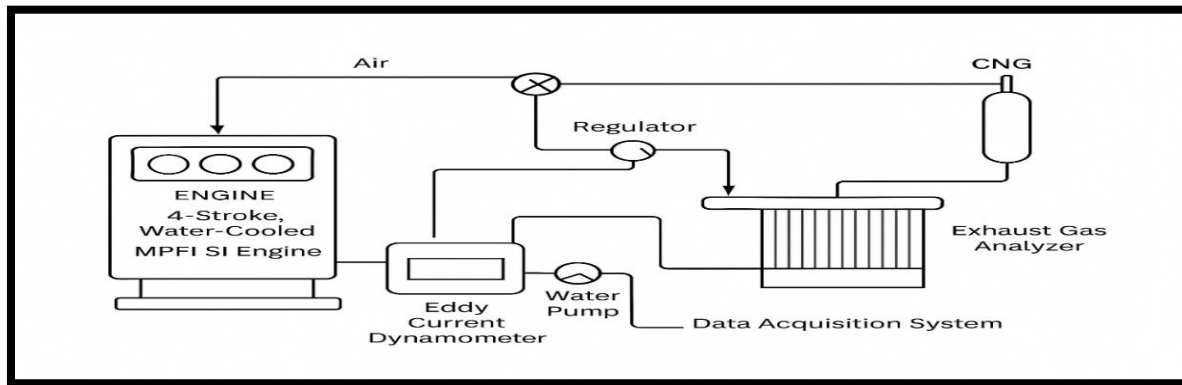 Air
CNG
Regulator
ENGINE
4-Stroke,
Water-Cooled
MPFI SI Engine
Exhaust Gas
Analyzer
Eddy
Current
Dynamometer
Water
Pump
Data Acquisition System